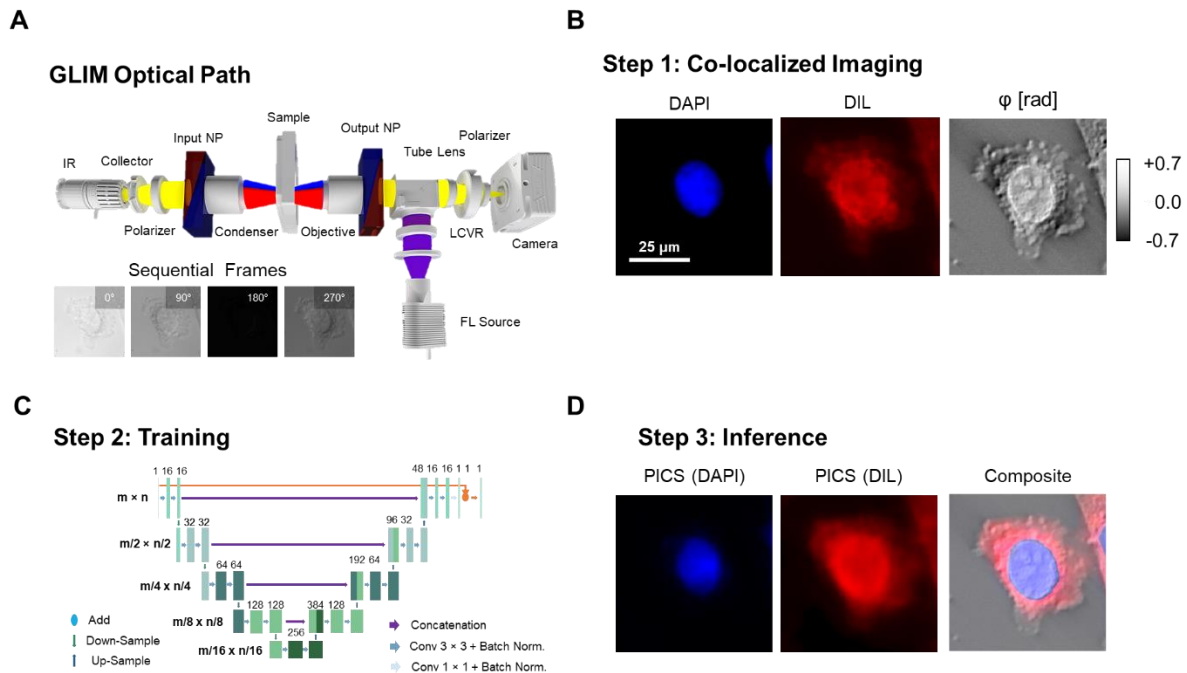 A
GLIM Optical Path
Sample
Input NP
Output NP
Polarizer
Tube Lens
IR
Collector
Polarizer
Condenser
Objective
LCVR
Camera
Sequential Frames
0°
90°
180°
270°
FL Source
B
Step 1: Co-localized Imaging
DAPI
DIL
φ [rad]
25 µm
+0.7
0.0
-0.7
C
Step 2: Training
1 16 16
48 16 16 1 1 1
m × n
32 32
96 32
m/2 × n/2
64 64
192 64
m/4 x n/4
128 128
384 128
m/8 x n/8
256
m/16 x n/16
Add
Down-Sample
Up-Sample
Concatenation
Conv 3 × 3 + Batch Norm.
Conv 1 × 1 + Batch Norm.
D
Step 3: Inference
PICS (DAPI)
PICS (DIL)
Composite